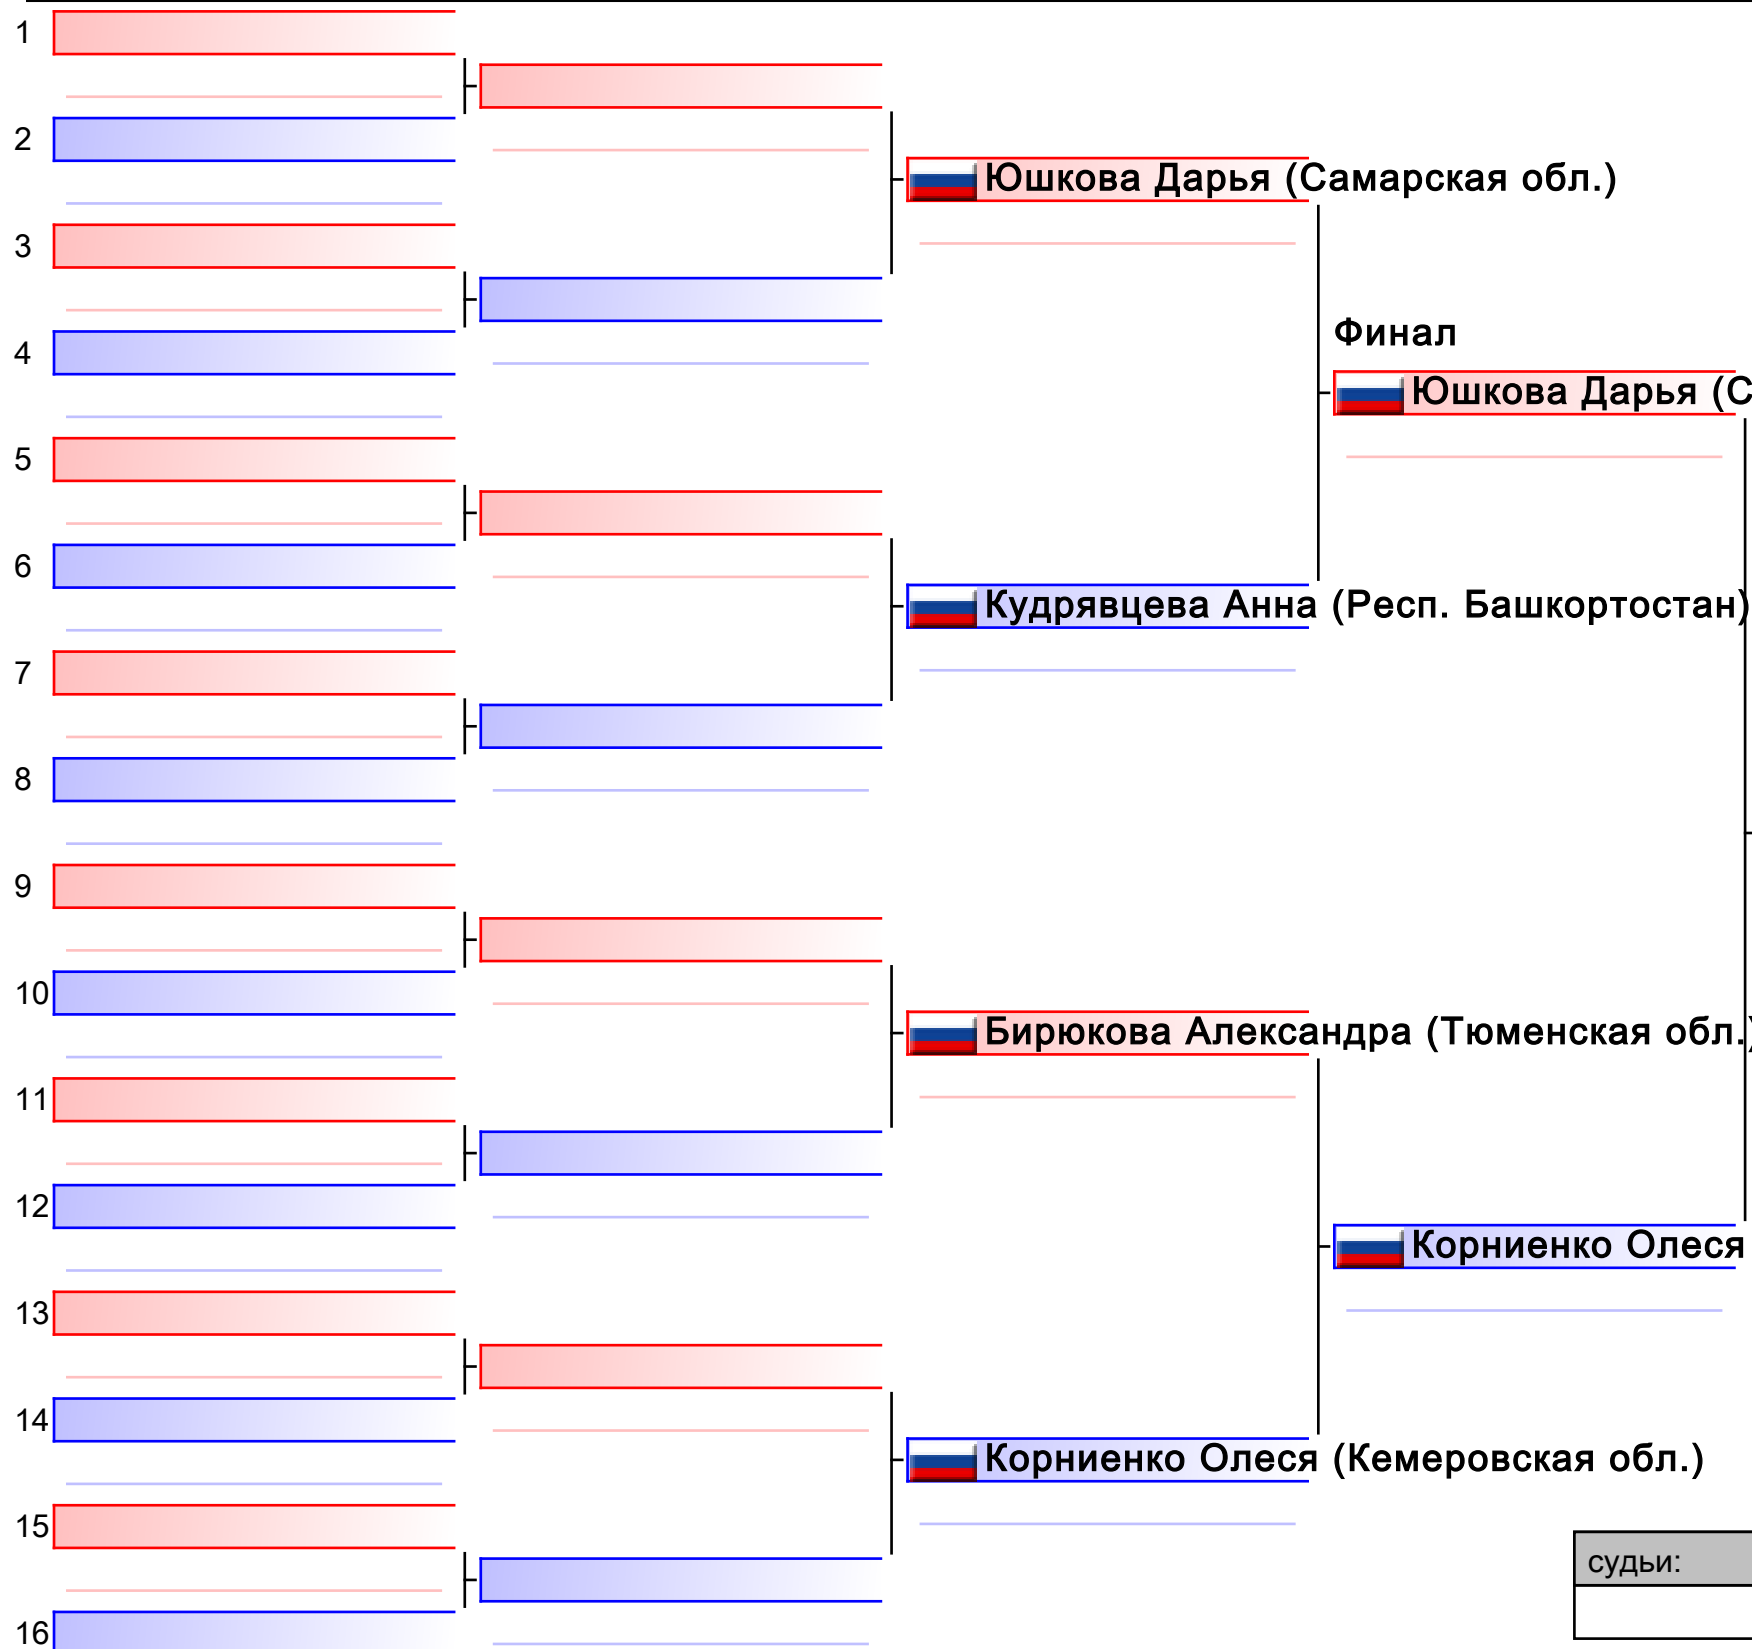 1
2
Юшкова Дарья (Самарская обл.)
3
Финал
4
Юшкова Дарья (С
5
6
Кудрявцева Анна (Респ. Башкортостан)
7
8
9
10
Бирюкова Александра (Тюменская обл.)
11
12
Корниенко Олеся
13
14
Корниенко Олеся (Кемеровская обл.)
15
судьи:
16